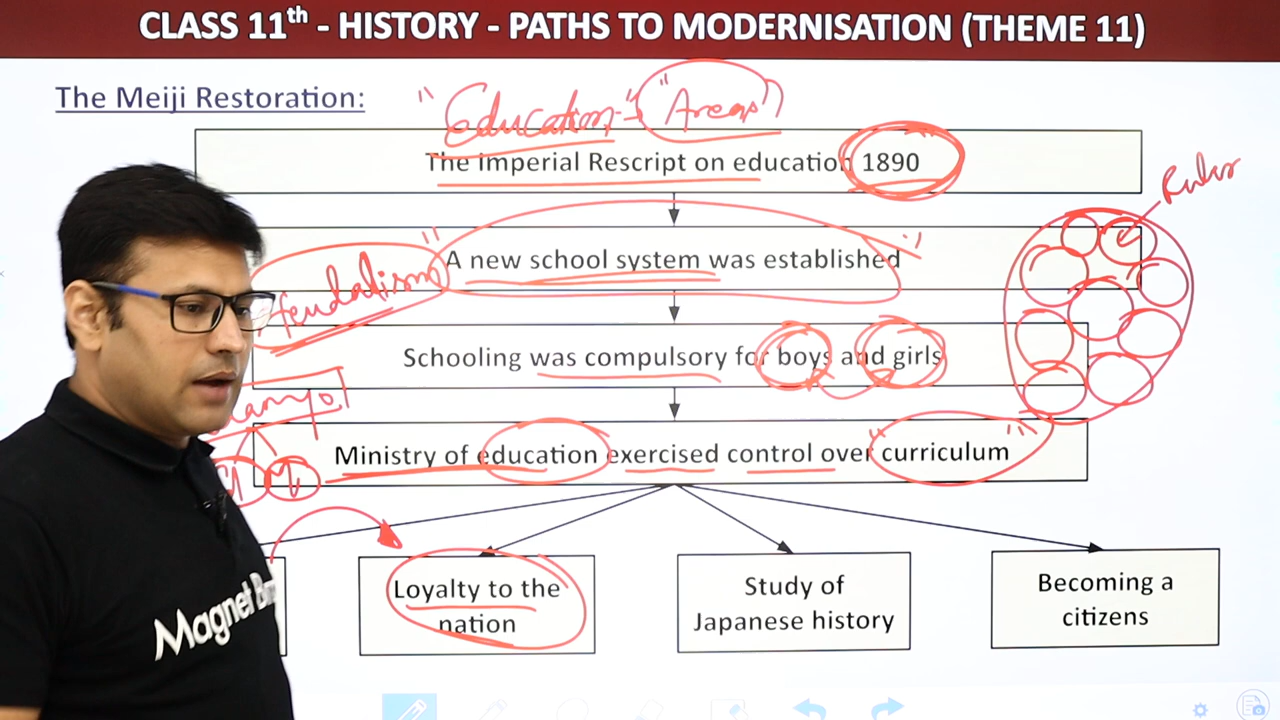 CLASS 11th - HISTORY - PATHS TO MODERNISATION (THEME 11)
The Meiji Restoration:
"Education" - "Areas"
The Imperial Rescript on education 1890
Rular
A new school system was established
feudalism
Schooling was compulsory for boys and girls
Ministry of education exercised control over curriculum
Loyalty to the
nation
Study of
Japanese history
Becoming a
citizens
Magnet Br